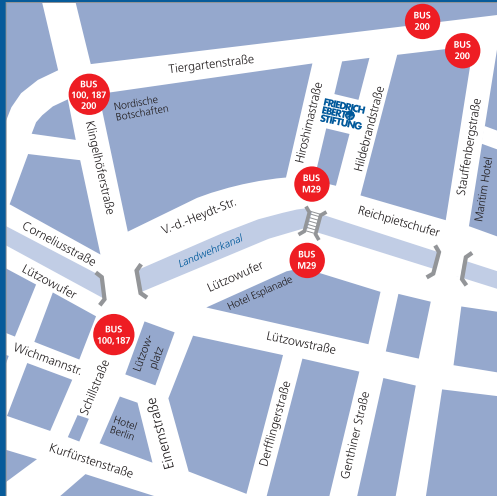 BUS
200
BUS
200
Tiergartenstraße
BUS
100, 187
200
Nordische
Botschaften
FRIEDRICH
EBERT
STIFTUNG
Hiroshimastraße
Hildebrandstraße
Stauffenbergstraße
Maritim Hotel
Klingelhöferstraße
BUS
M29
V.-d.-Heydt-Str.
Reichpietschufer
Corneliusstraße
Landwehrkanal
BUS
M29
Lützowufer
Lützowufer
Hotel Esplanade
BUS
100, 187
Lützow-
platz
Lützowstraße
Wichmannstr.
Schillstraße
Hotel
Berlin
Einemstraße
Derfflingerstraße
Genthiner Straße
Kurfürstenstraße